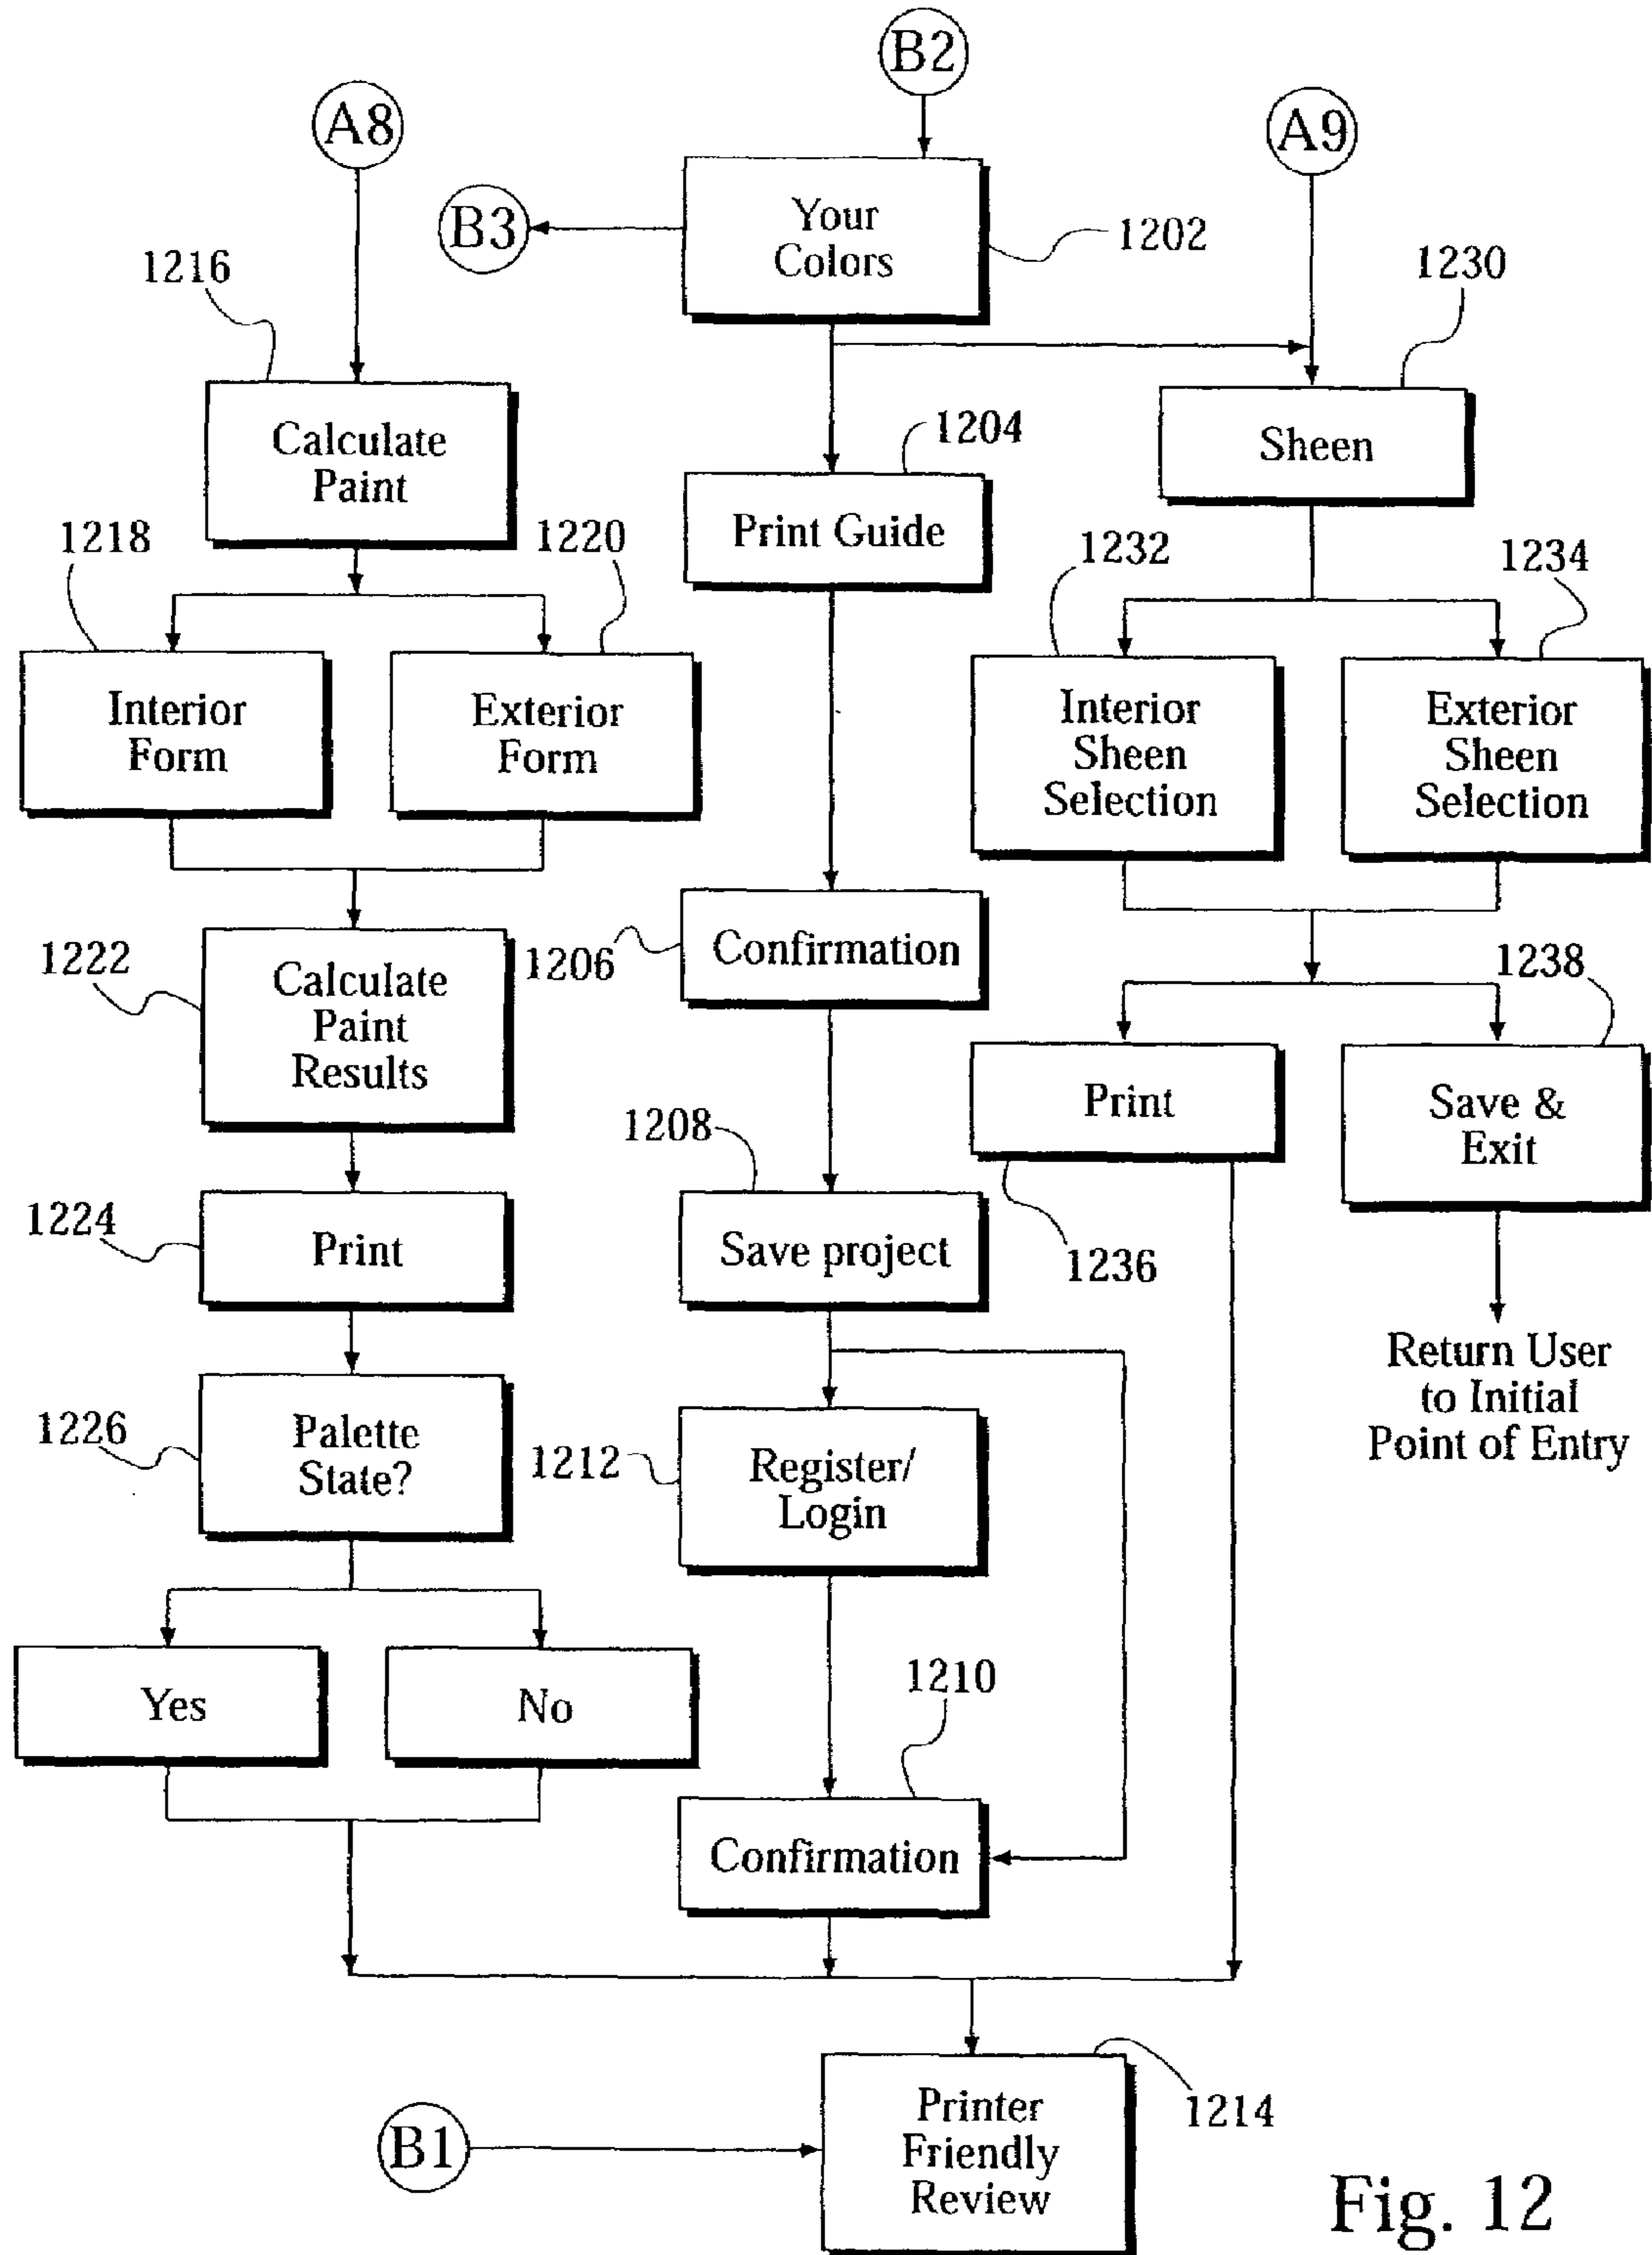 B2
A8
A9
B3
Your
Colors
1202
1216
1230
Calculate
Paint
1204
Sheen
Print Guide
1218
1220
1232
1234
Interior
Form
Exterior
Form
Interior
Sheen
Selection
Exterior
Sheen
Selection
1222
Calculate
Paint
Results
1206
Confirmation
1238
Print
Save &
Exit
1208
1224
Print
Save project
1236
Return User
to Initial
Point of Entry
1226
Palette
State?
1212
Register/
Login
Yes
No
1210
Confirmation
1214
Printer
Friendly
Review
B1
Fig. 12